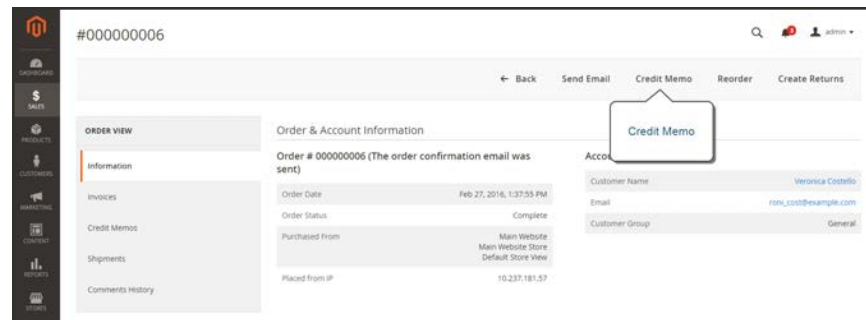 #000000006
3
admin
DASHBOARD
SALES
PRODUCTS
CUSTOMERS
MARKETING
CONTENT
REPORTS
STORES
← Back Send Email Credit Memo Reorder Create Returns
Credit Memo
ORDER VIEW
Information
Invoices
Credit Memos
Shipments
Comments History
Order & Account Information
Order # 000000006 (The order confirmation email was
sent)
Order Date Feb 27, 2016, 1:37:55 PM
Order Status Complete
Purchased From Main Website
Main Website Store
Default Store View
Placed from IP 10.237.181.57
Accou
Customer Name Veronica Costello
Email roni_cost@example.com
Customer Group General